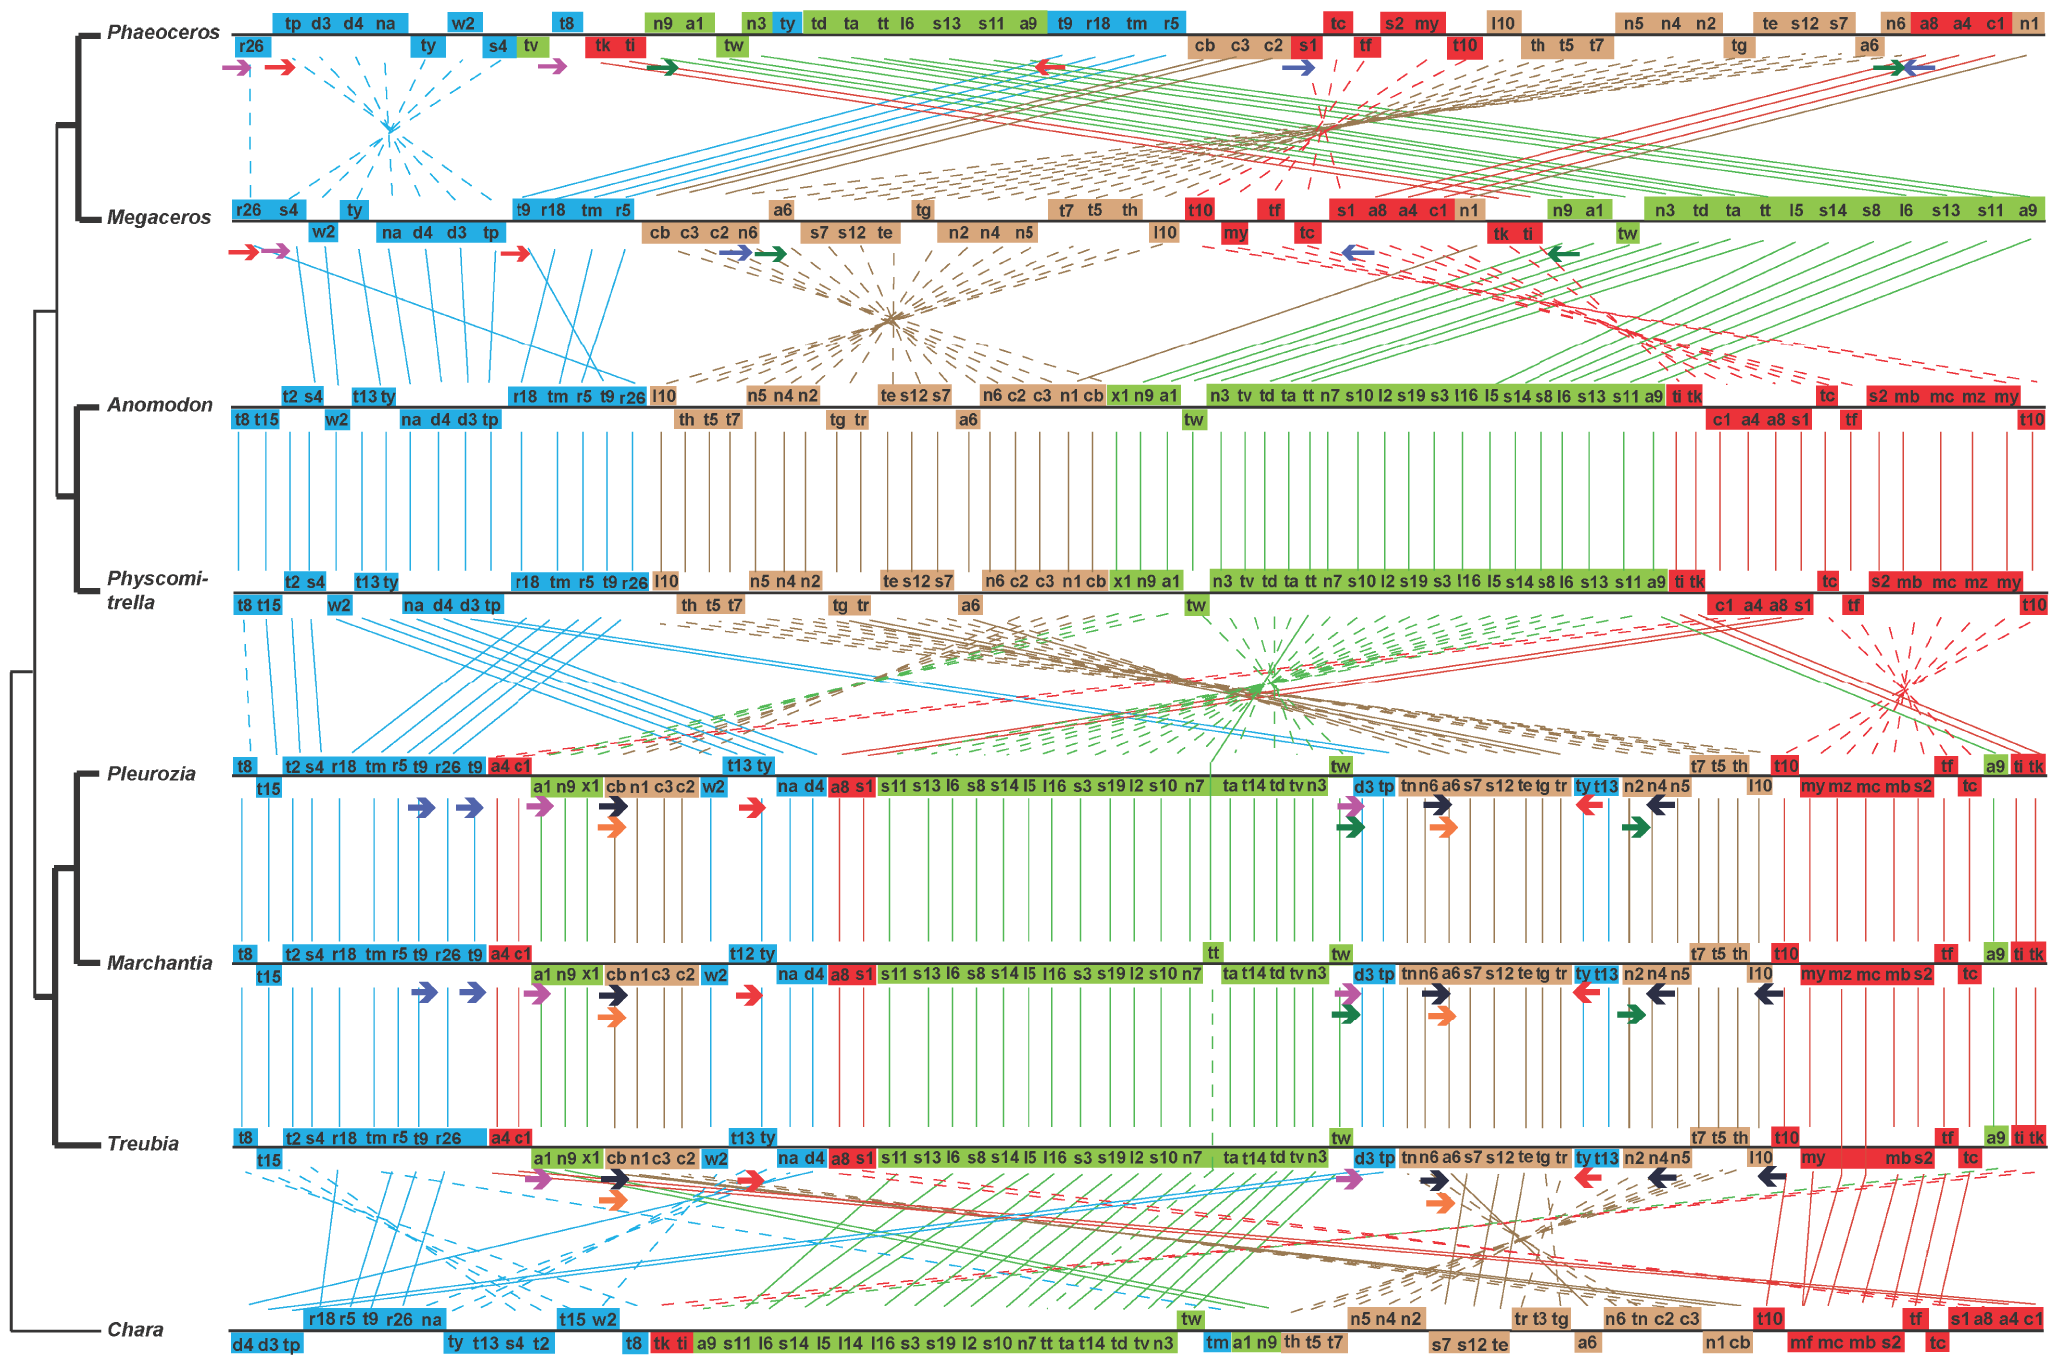 tp d3 d4 na w2 t8 n9 a1 n3 ty td ta tt l6 s13 s11 a9 t9 r18 tm r5 tc s2 my l10 n5 n4 n2 te s12 s7 n6 a8 a4 c1 n1
Phaeoceros
r26 ty s4 tv tk ti tw cb c3 c2 s1 tf t10 th t5 t7 tg a6
r26 s4 ty t9 r18 tm r5 a6 tg t7 t5 th t10 tf s1 a8 a4 c1 n1 n9 a1 n3 td ta tt l5 s14 s8 l6 s13 s11 a9
Megaceros
w2 na d4 d3 tp cb c3 c2 n6 s7 s12 te n2 n4 n5 l10 my tc tk ti tw
t2 s4 t13 ty r18 tm r5 t9 r26 l10 n5 n4 n2 te s12 s7 n6 c2 c3 n1 cb x1 n9 a1 n3 tv td ta tt n7 s10 l2 s19 s3 l16 l5 s14 s8 l6 s13 s11 a9 ti tk tc s2 mb mc mz my
Anomodon
t8 t15 w2 na d4 d3 tp th t5 t7 tg tr a6 tw c1 a4 a8 s1 tf t10
t2 s4 t13 ty r18 tm r5 t9 r26 l10 n5 n4 n2 te s12 s7 n6 c2 c3 n1 cb x1 n9 a1 n3 tv td ta tt n7 s10 l2 s19 s3 l16 l5 s14 s8 l6 s13 s11 a9 ti tk tc s2 mb mc mz my
Physcomi-
trella
t8 t15 w2 na d4 d3 tp th t5 t7 tg tr a6 tw c1 a4 a8 s1 tf t10
t8 t2 s4 r18 tm r5 t9 r26 t9 a4 c1 t13 ty tw t7 t5 th t10 tf a9 ti tk
Pleurozia
t15 a1 n9 x1 cb n1 c3 c2 w2 na d4 a8 s1 s11 s13 l6 s8 s14 l5 l16 s3 s19 l2 s10 n7 ta t14 td tv n3 d3 tp tn n6 a6 s7 s12 te tg tr ty t13 n2 n4 n5 l10 my mz mc mb s2 tc
t8 t2 s4 r18 tm r5 t9 r26 t9 a4 c1 t12 ty tt tw t7 t5 th t10 tf a9 ti tk
Marchantia
t15 a1 n9 x1 cb n1 c3 c2 w2 na d4 a8 s1 s11 s13 l6 s8 s14 l5 l16 s3 s19 l2 s10 n7 ta t14 td tv n3 d3 tp tn n6 a6 s7 s12 te tg tr ty t13 n2 n4 n5 l10 my mz mc mb s2 tc
t8 t2 s4 r18 tm r5 t9 r26 a4 c1 t13 ty tw t7 t5 th t10 tf a9 ti tk
Treubia
t15 a1 n9 x1 cb n1 c3 c2 w2 na d4 a8 s1 s11 s13 l6 s8 s14 l5 l16 s3 s19 l2 s10 n7 ta t14 td tv n3 d3 tp tn n6 a6 s7 s12 te tg tr ty t13 n2 n4 n5 l10 my mb s2 tc
r18 r5 t9 r26 na t15 w2 tw n5 n4 n2 tr t3 tg n6 tn c2 c3 t10 tf s1 a8 a4 c1
Chara
d4 d3 tp ty t13 s4 t2 t8 tk ti a9 s11 l6 s14 l5 l14 l16 s3 s19 l2 s10 n7 tt ta t14 td tv n3 tm a1 n9 th t5 t7 s7 s12 te a6 n1 cb mf mc mb s2 tc